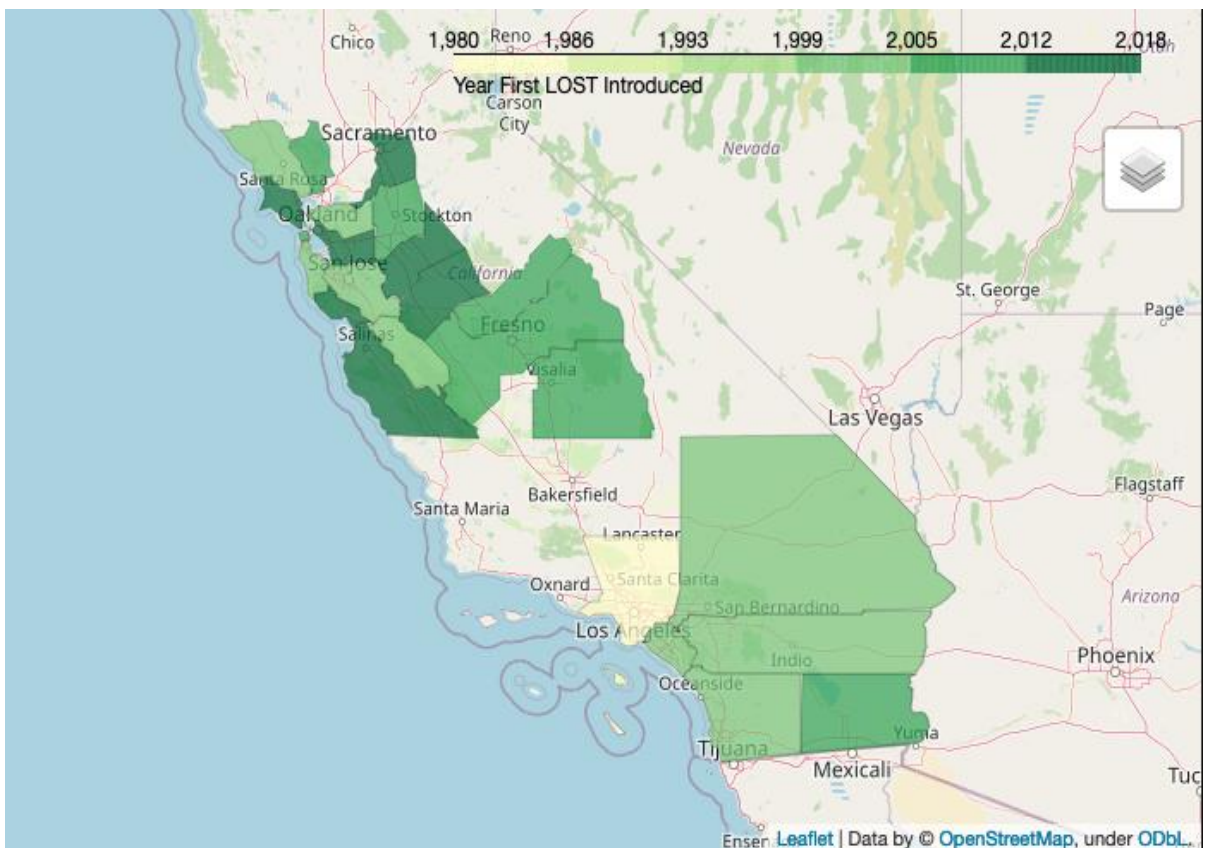 Chico
Reno
1,980 1,986 1,993 1,999 2,005 2,012 2,018
Utah
Year First LOST Introduced
Carson
City
Sacramento
Nevada
Santa Rosa
Oakland
Stockton
San Jose
California
St. George
Page
Salinas
Fresno
Visalia
Las Vegas
Bakersfield
Flagstaff
Santa Maria
Lancaster
Oxnard
Santa Clarita
San Bernardino
Arizona
Los Angeles
Indio
Phoenix
Oceanside
Yuma
Tijuana
Mexicali
Tuc
Ensen
Leaflet | Data by © OpenStreetMap, under ODbL.